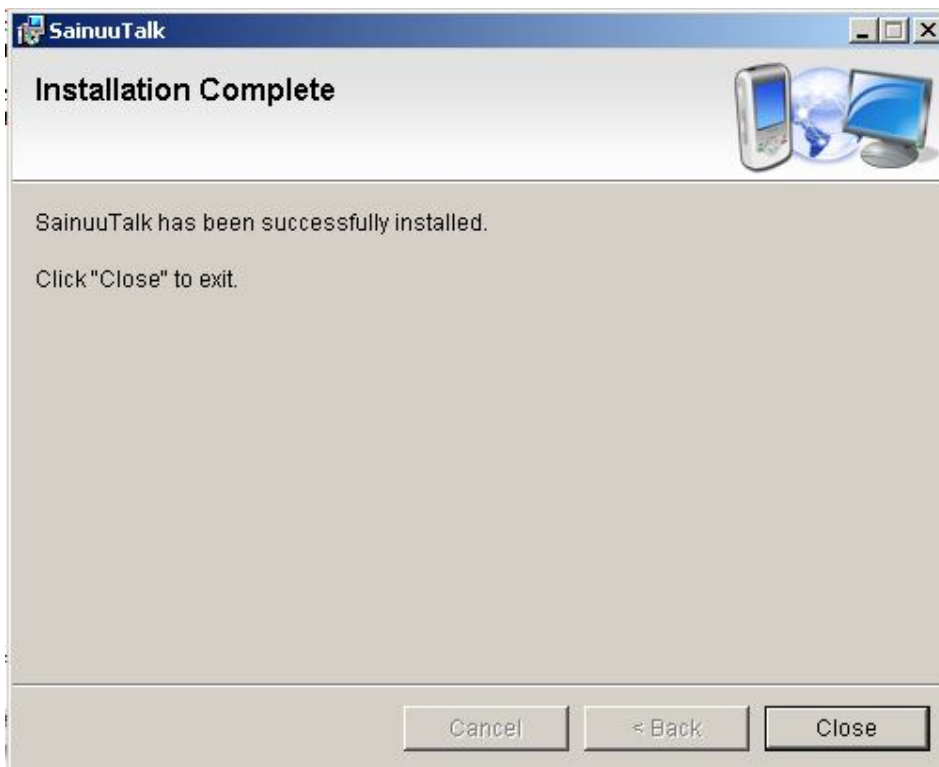 SainuuTalk
Installation Complete
SainuuTalk has been successfully installed.
Click "Close" to exit.
Cancel
< Back
Close